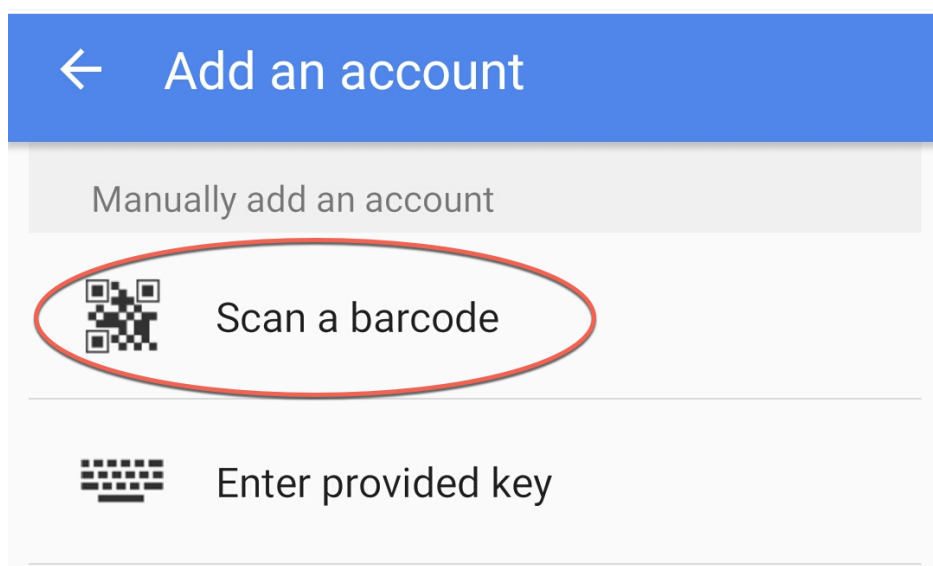 Add an account
Manually add an account
Scan a barcode
Enter provided key